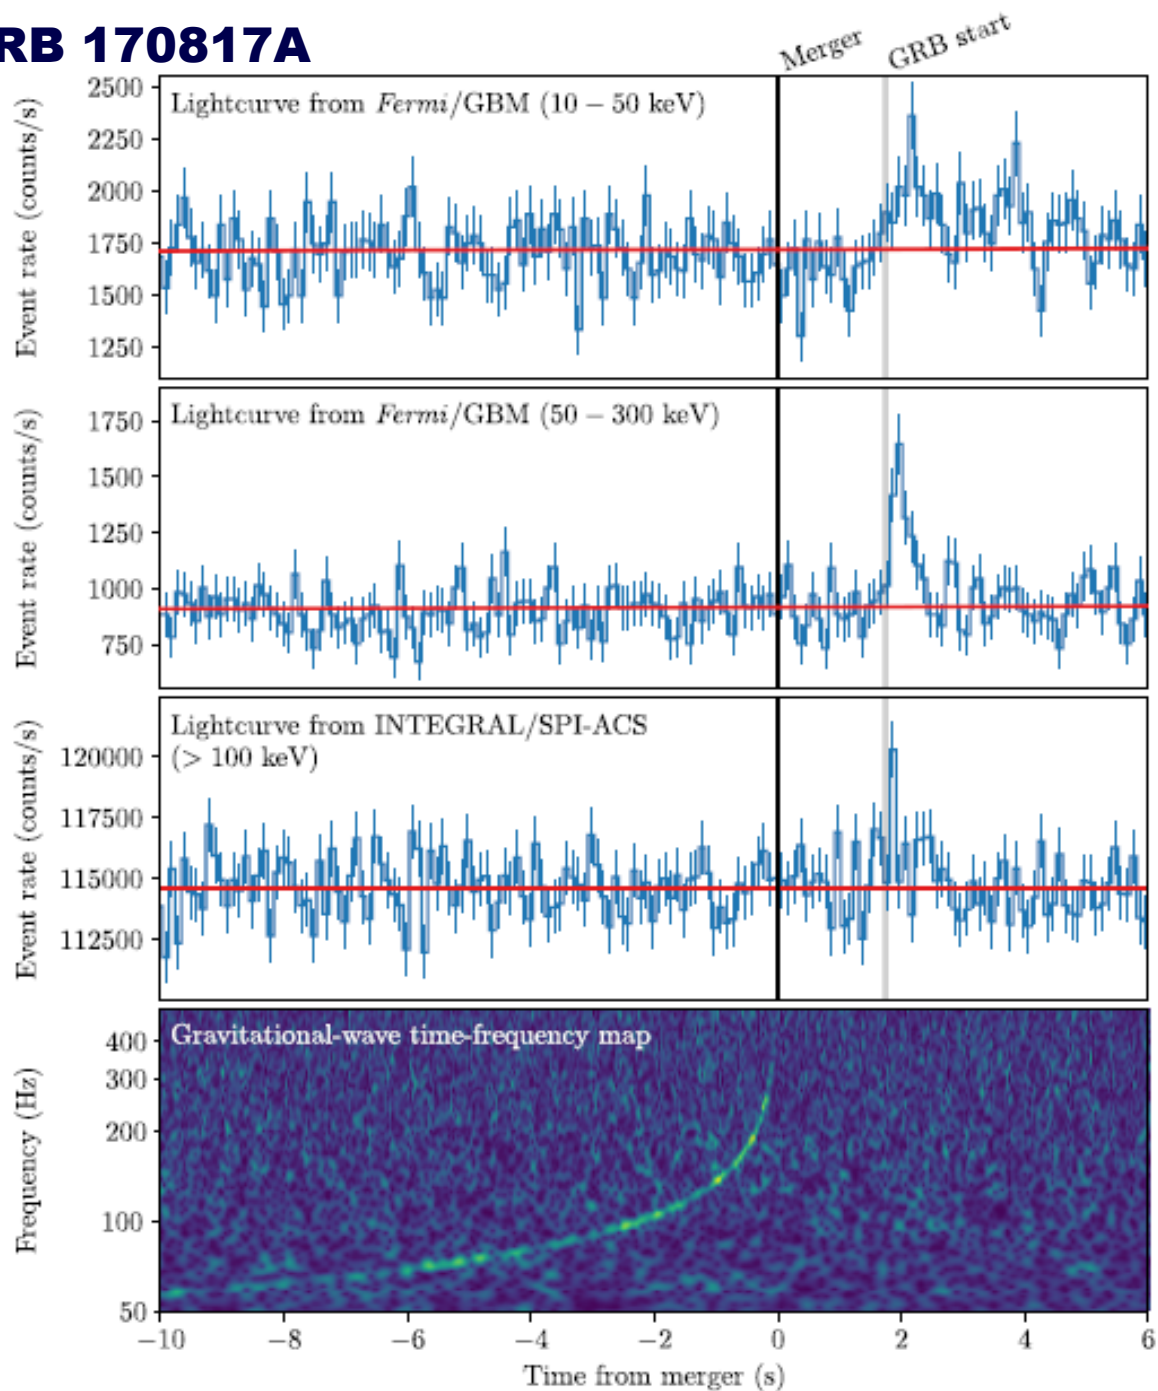 RB 170817A
Merger
GRB start
Lightcurve from Fermi/GBM (10 – 50 keV)
Event rate (counts/s)
2500
2250
2000
1750
1500
1250
Lightcurve from Fermi/GBM (50 – 300 keV)
Event rate (counts/s)
1750
1500
1250
1000
750
Lightcurve from INTEGRAL/SPI-ACS
(> 100 keV)
Event rate (counts/s)
120000
117500
115000
112500
Gravitational-wave time-frequency map
Frequency (Hz)
400
300
200
100
50
−10 −8 −6 −4 −2 0 2 4 6
Time from merger (s)